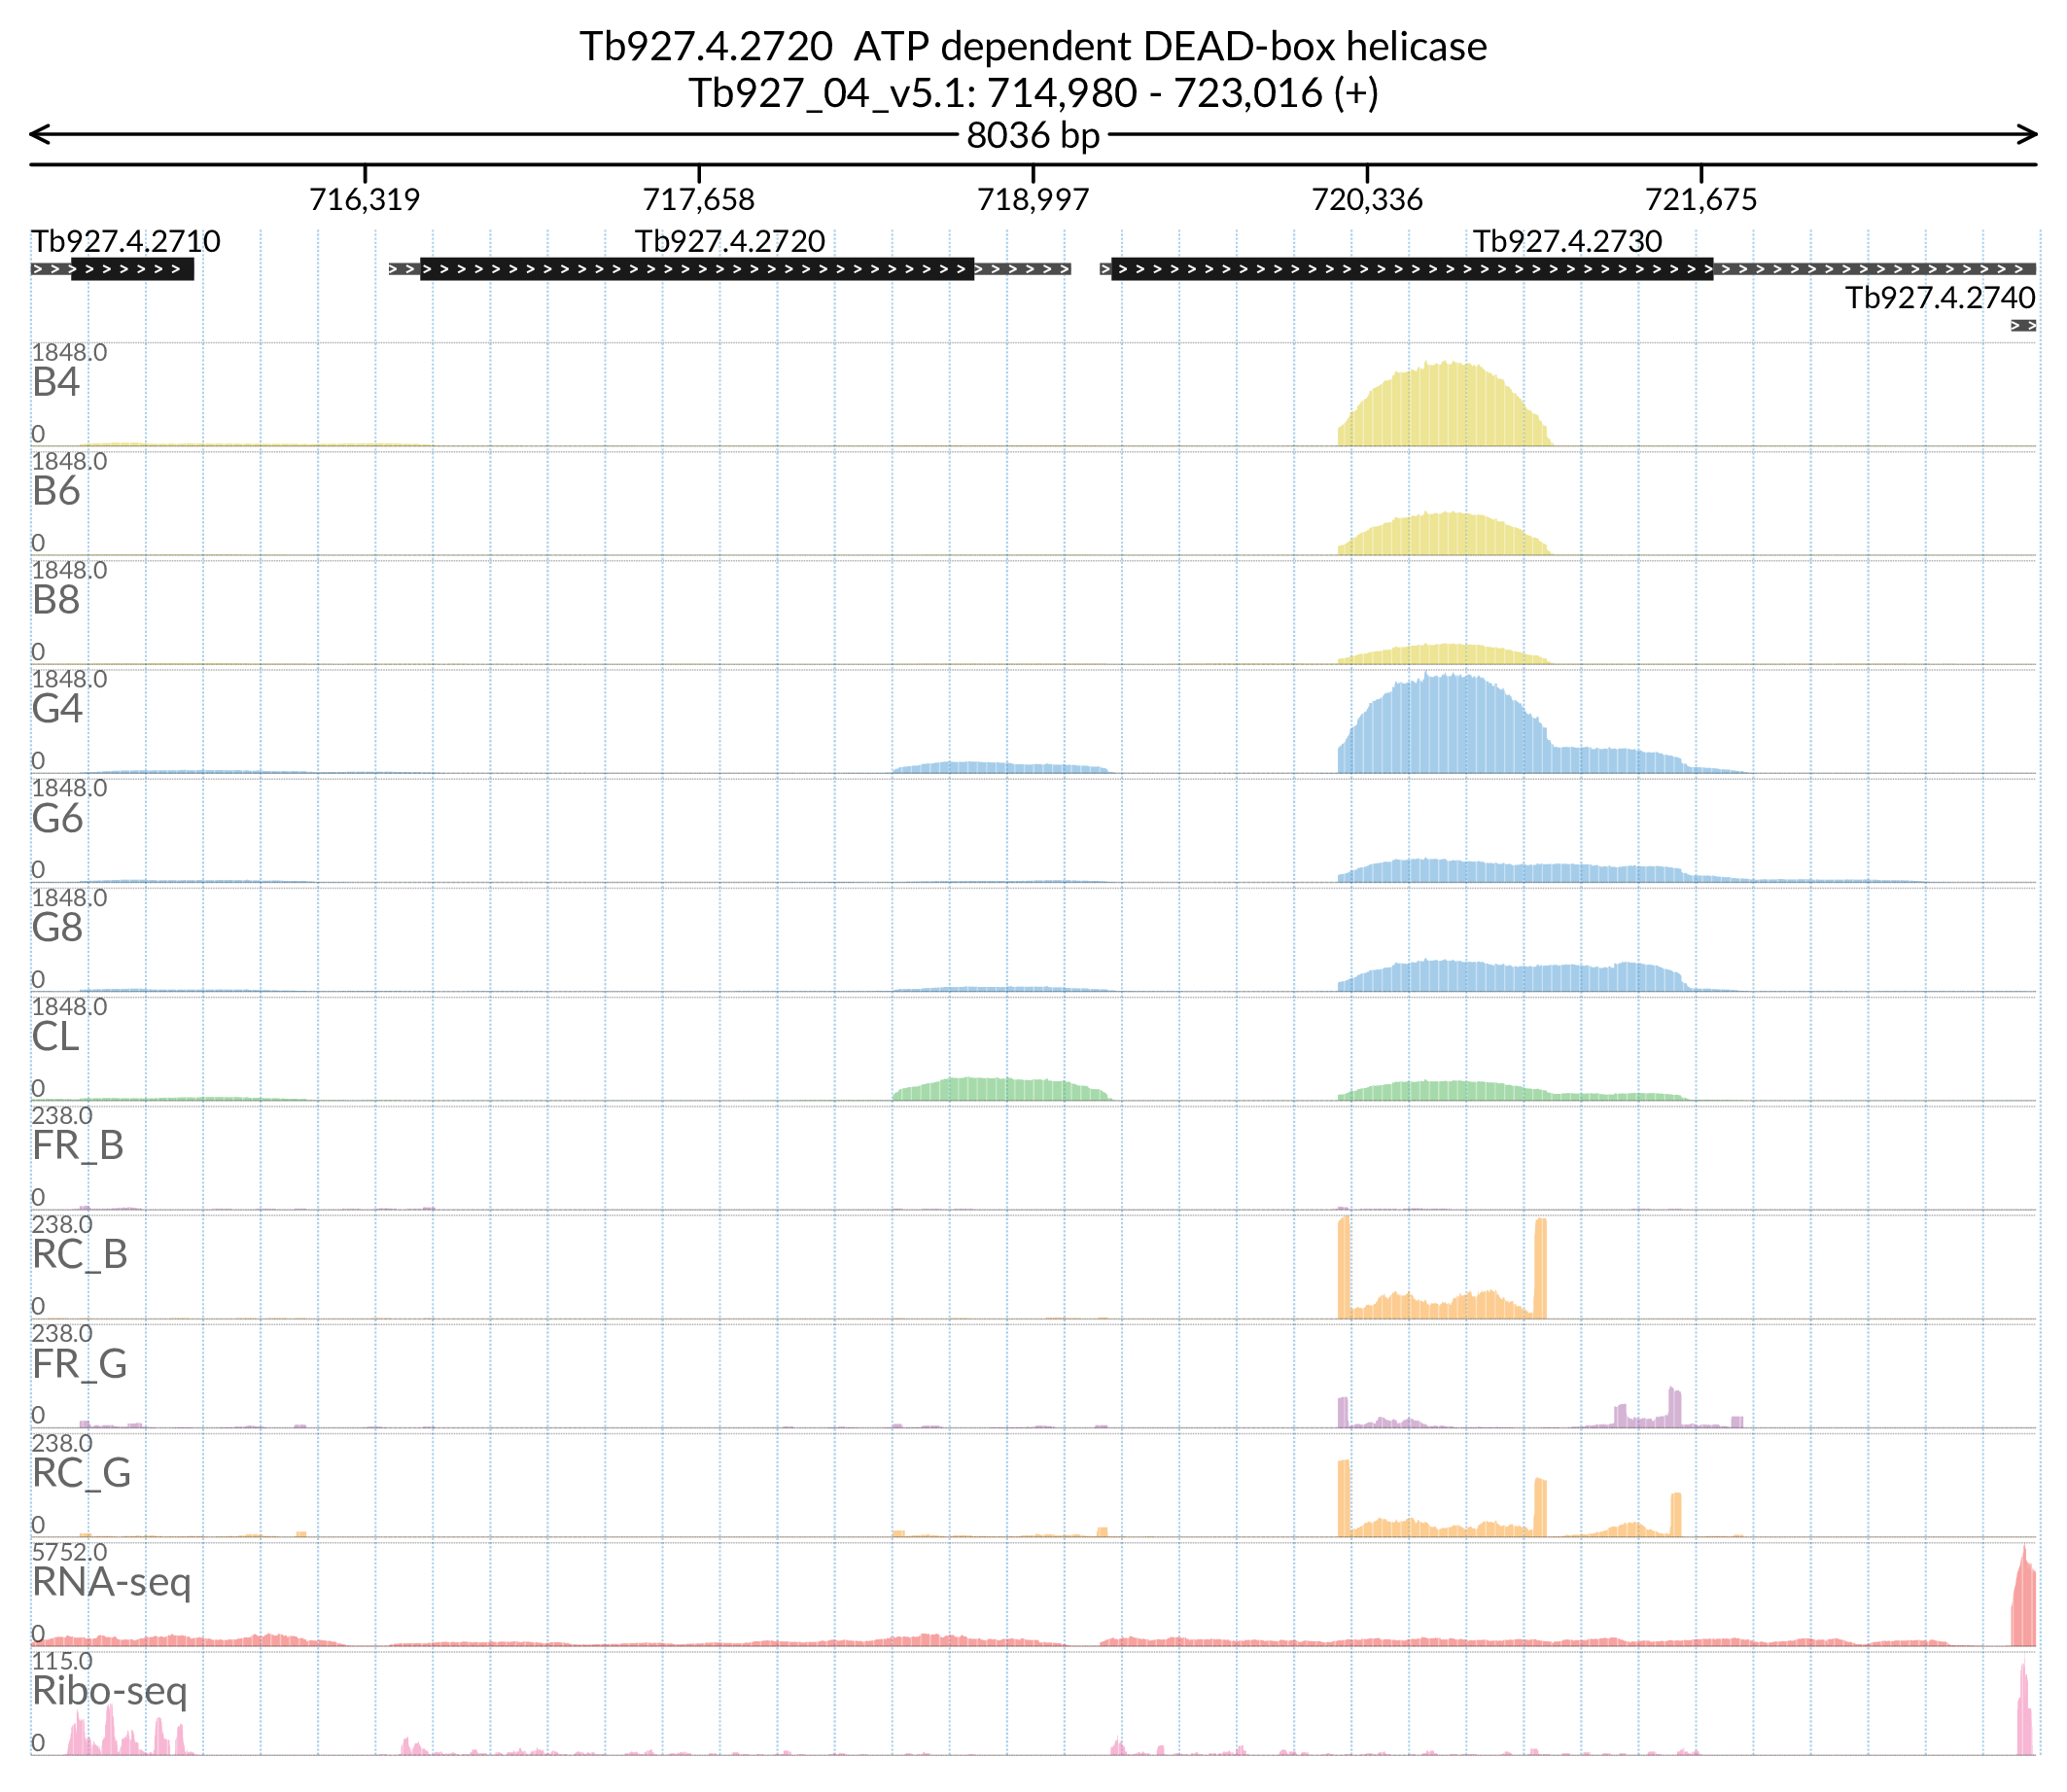 Tb927.4.2720 ATP dependent DEAD-box helicase
Tb927_04_v5.1: 714,980 - 723,016 (+)
8036 bp
716,319 717,658 718,997 720,336 721,675
Tb927.4.2710 Tb927.4.2720 Tb927.4.2730
Tb927.4.2740
1848.0
B4
0
1848.0
B6
0
1848.0
B8
0
1848.0
G4
0
1848.0
G6
0
1848.0
G8
0
1848.0
CL
0
238.0
FR_B
0
238.0
RC_B
0
238.0
FR_G
0
238.0
RC_G
0
5752.0
RNA-seq
0
115.0
Ribo-seq
0